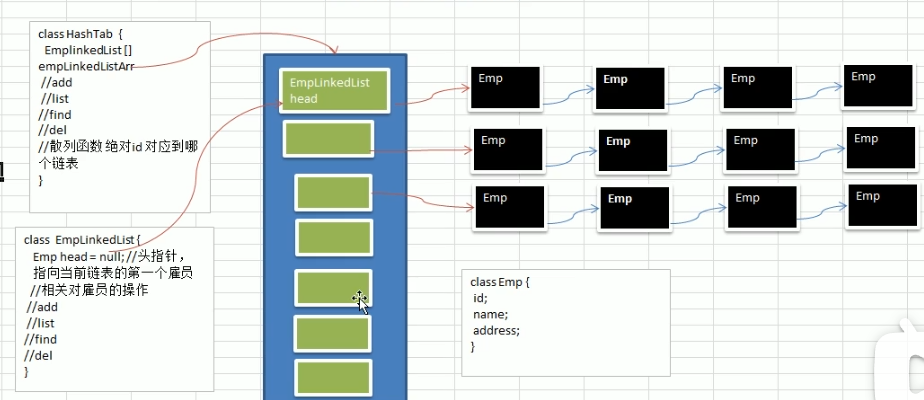 class HashTab {
EmplinkedList []
empLinkedListArr
//add
//list
//find
//del
//散列函数 绝对id 对应到哪
个链表
}
class EmpLinkedList {
Emp head = null; //头指针，
指向当前链表的第一个雇员
//相关对雇员的操作
//add
//list
//find
//del
}
EmpLinkedList
head
Emp
Emp
Emp
Emp
Emp
Emp
Emp
Emp
Emp
Emp
Emp
Emp
class Emp {
id;
name;
address;
}